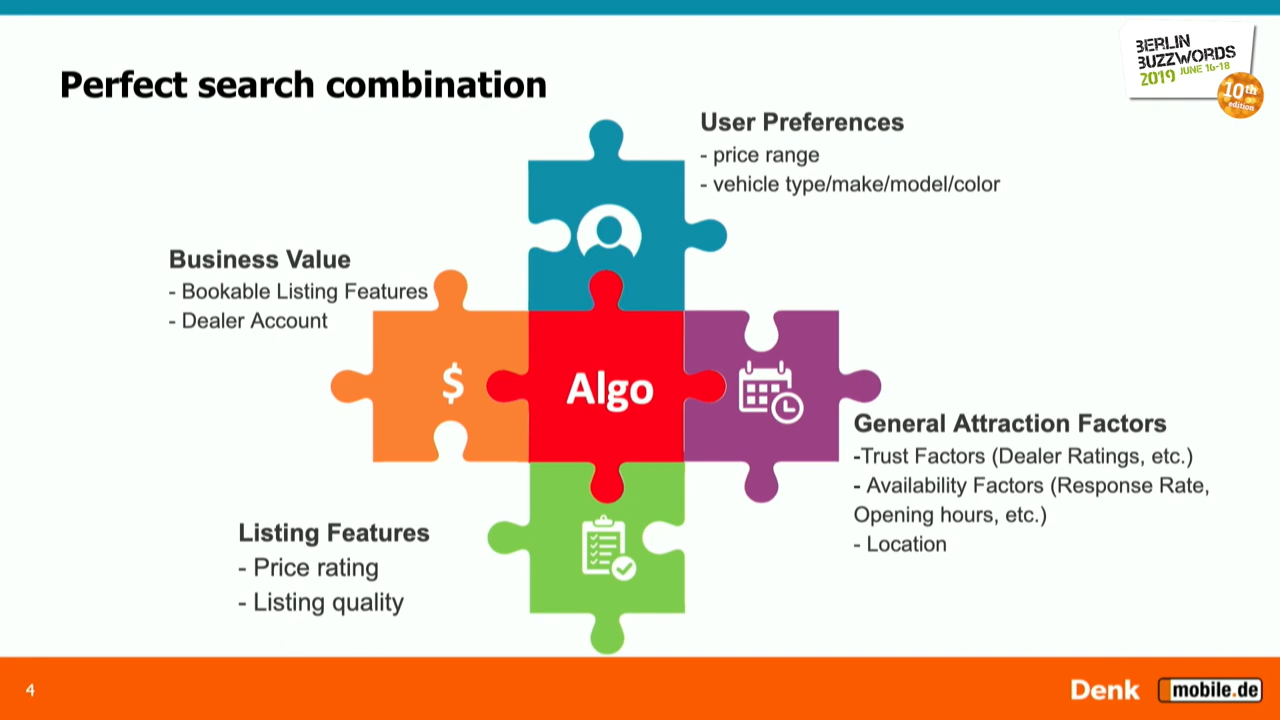 Perfect search combination
BERLIN
BUZZWORDS
2019 JUNE 16-18
10th
edition
User Preferences
- price range
- vehicle type/make/model/color
Business Value
- Bookable Listing Features
- Dealer Account
$
Algo
General Attraction Factors
-Trust Factors (Dealer Ratings, etc.)
- Availability Factors (Response Rate,
Opening hours, etc.)
- Location
Listing Features
- Price rating
- Listing quality
4
Denk
mobile.de